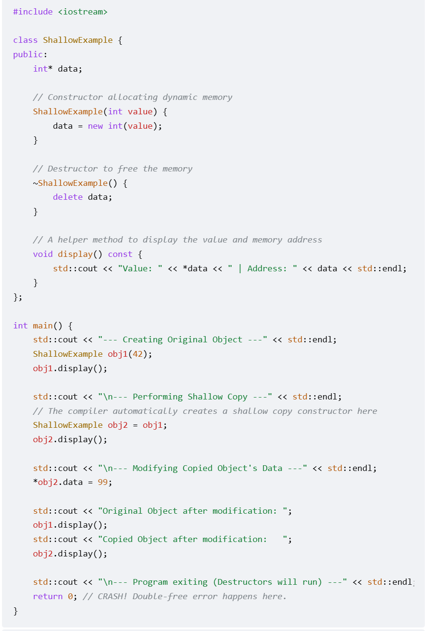 #include <iostream>

class ShallowExample {
public:
    int* data;

    // Constructor allocating dynamic memory
    ShallowExample(int value) {
        data = new int(value);
    }

    // Destructor to free the memory
    ~ShallowExample() {
        delete data;
    }

    // A helper method to display the value and memory address
    void display() const {
        std::cout << "Value: " << *data << " | Address: " << data << std::endl;
    }
};

int main() {
    std::cout << "--- Creating Original Object ---" << std::endl;
    ShallowExample obj1(42);
    obj1.display();

    std::cout << "\n--- Performing Shallow Copy ---" << std::endl;
    // The compiler automatically creates a shallow copy constructor here
    ShallowExample obj2 = obj1;
    obj2.display();

    std::cout << "\n--- Modifying Copied Object's Data ---" << std::endl;
    *obj2.data = 99;

    std::cout << "Original Object after modification: ";
    obj1.display();
    std::cout << "Copied Object after modification:   ";
    obj2.display();

    std::cout << "\n--- Program exiting (Destructors will run) ---" << std::endl
    return 0; // CRASH! Double-free error happens here.
}